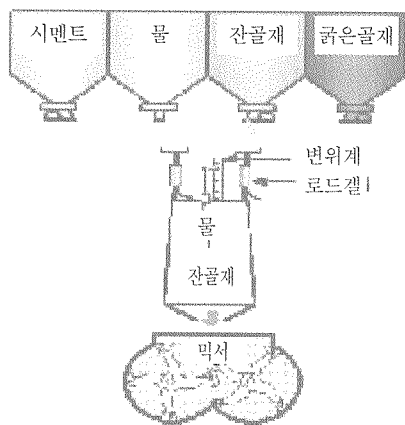 시멘트 물 잔골재 굵은골재
변위계
로드겔
물
잔골재
믹서